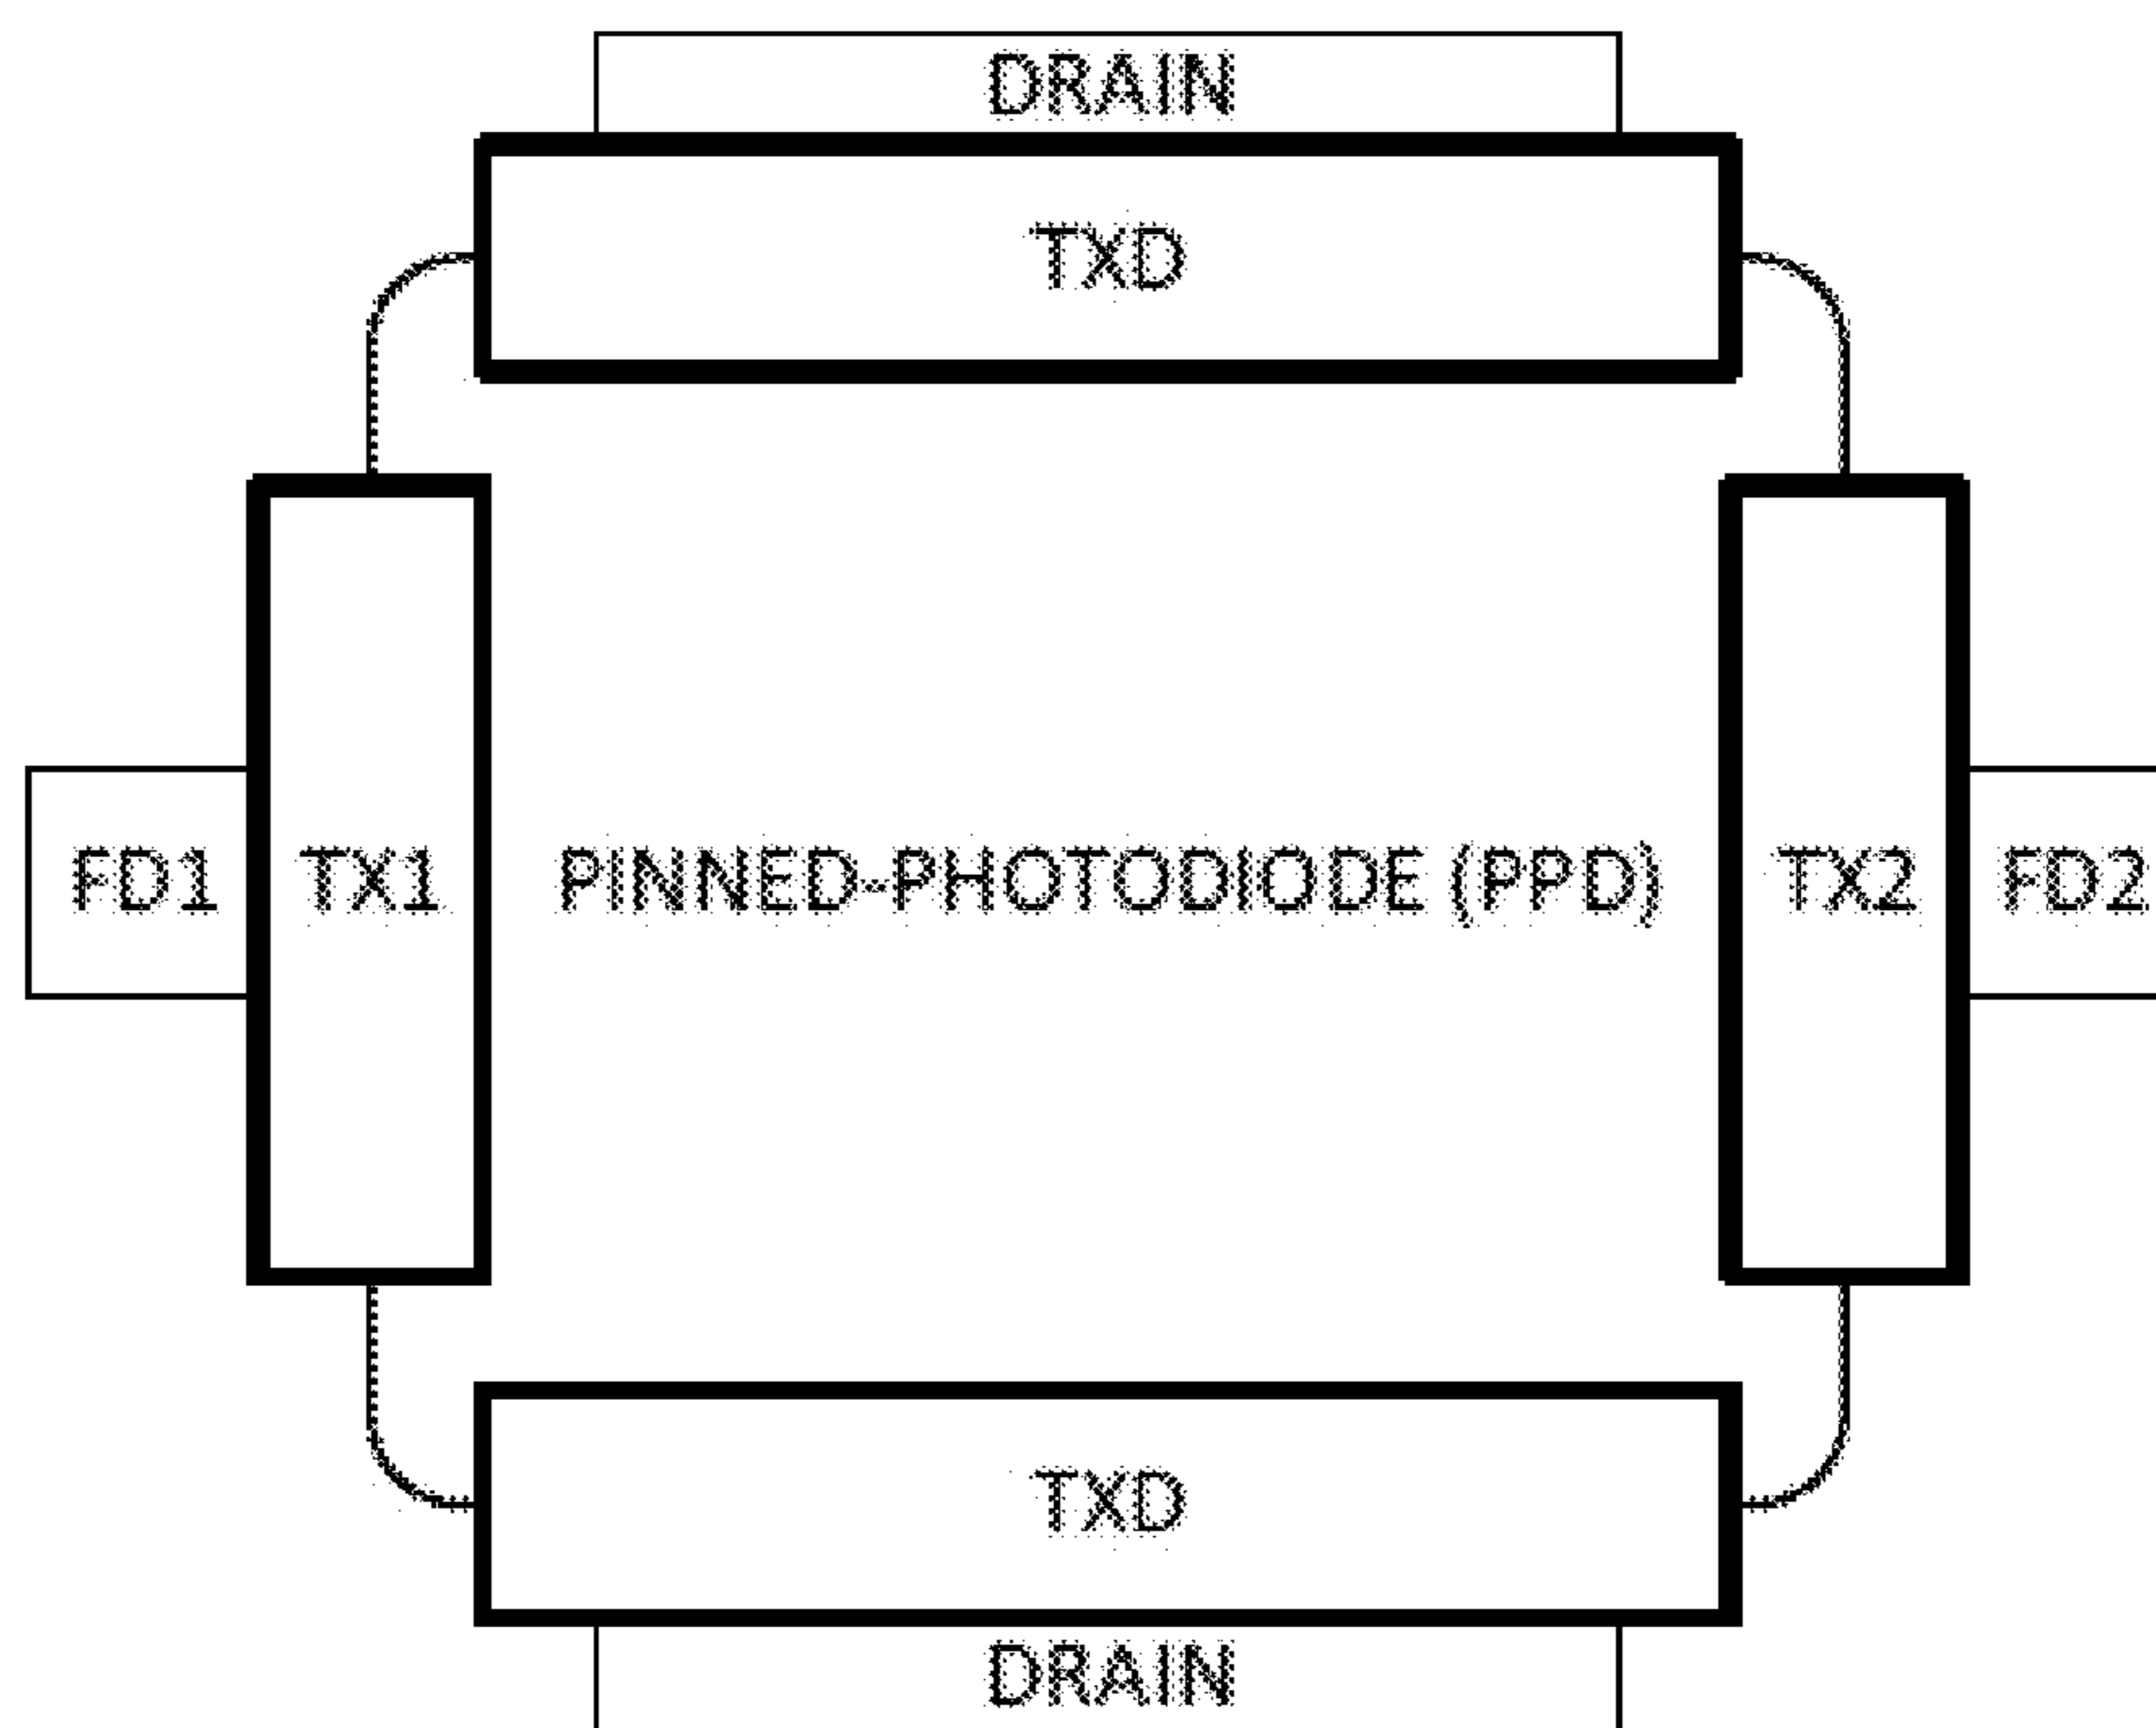 DRAIN
TXD
FD1 TX1 PINNED-PHOTODIODE (PPD) TX2 FD2
TXD
DRAIN